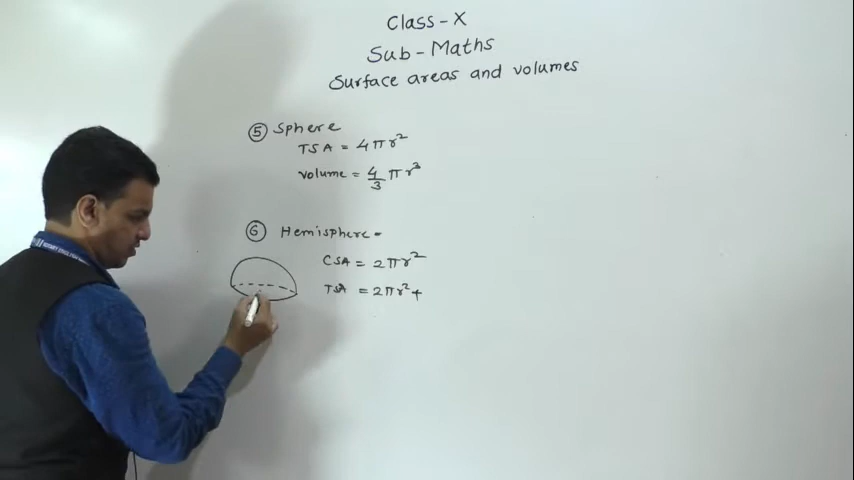 Class-X
Sub-Maths
Surface areas and volumes
⑤ Sphere
TSA = 4πr²
volume = 4/3 πr³
⑥ Hemisphere-
CSA = 2πr²
TSA = 2πr²+